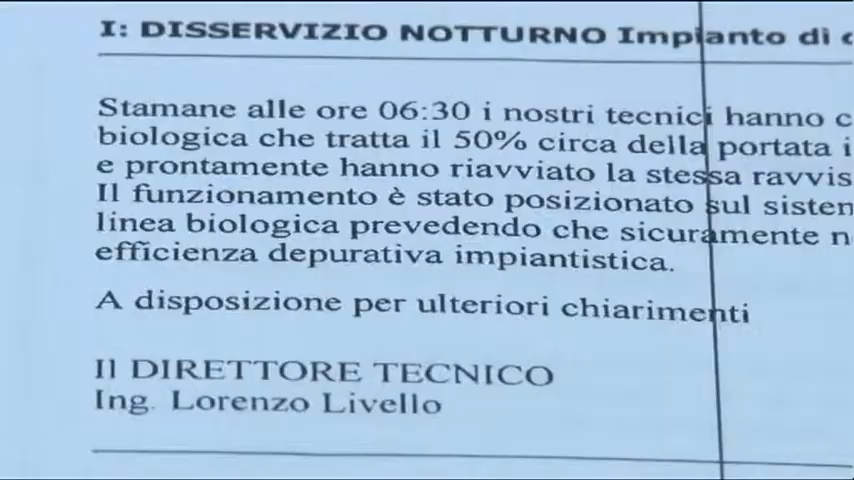 I: DISSERVIZIO NOTTURNO Impianto di
Stamane alle ore 06:30 i nostri tecnici hanno
biologica che tratta il 50% circa della portata
e prontamente hanno riavviato la stessa
Il funzionamento è stato posizionato sul
linea biologica prevedendo che sicuramente
efficienza depurativa impiantistica.
A disposizione per ulteriori chiarimenti
Il DIRETTORE TECNICO
Ing. Lorenzo Livello